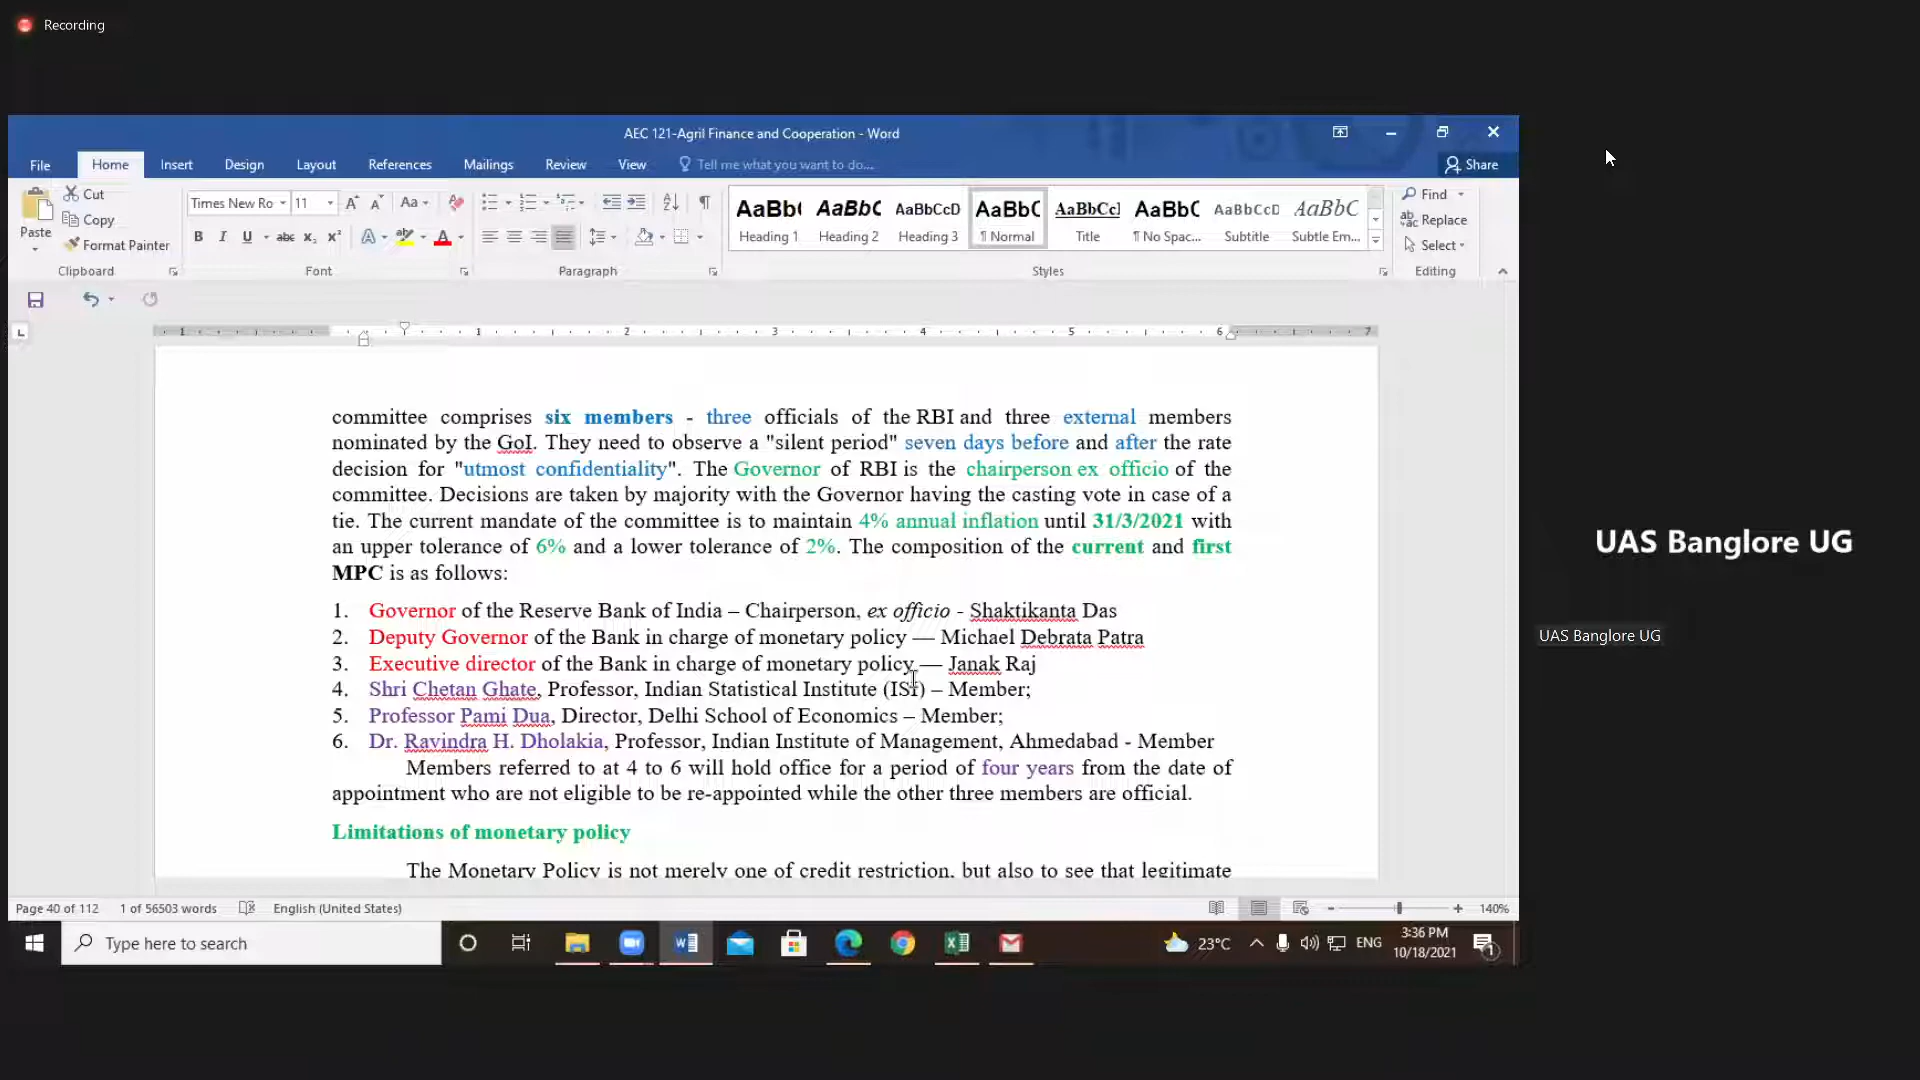 Recording
AEC 121-Agril Finance and Cooperation - Word
File Home Insert Design Layout References Mailings Review View Tell me what you want to do... Share
Paste
Cut
Copy
Format Painter
Clipboard
Times New Ro 11
Font
Paragraph
AaBbCcD AaBbCcD
Heading 1 Heading 2 Heading 3 ¶ Normal Title ¶ No Spac... Subtitle Subtle Em...
Styles
Find
Replace
Select
Editing
1 1 2 3 4 5 6 7
committee comprises six members - three officials of the RBI and three external members
nominated by the GoI. They need to observe a "silent period" seven days before and after the rate
decision for "utmost confidentiality". The Governor of RBI is the chairperson ex officio of the
committee. Decisions are taken by majority with the Governor having the casting vote in case of a
tie. The current mandate of the committee is to maintain 4% annual inflation until 31/3/2021 with
an upper tolerance of 6% and a lower tolerance of 2%. The composition of the current and first
MPC is as follows:
1. Governor of the Reserve Bank of India – Chairperson, ex officio - Shaktikanta Das
2. Deputy Governor of the Bank in charge of monetary policy — Michael Debrata Patra
3. Executive director of the Bank in charge of monetary policy — Janak Raj
4. Shri Chetan Ghate, Professor, Indian Statistical Institute (ISI) – Member;
5. Professor Pami Dua, Director, Delhi School of Economics – Member;
6. Dr. Ravindra H. Dholakia, Professor, Indian Institute of Management, Ahmedabad - Member
Members referred to at 4 to 6 will hold office for a period of four years from the date of
appointment who are not eligible to be re-appointed while the other three members are official.
Limitations of monetary policy
The Monetary Policy is not merely one of credit restriction, but also to see that legitimate
Page 40 of 112 1 of 56503 words English (United States) 140%
Type here to search
23°C ENG
3:36 PM
10/18/2021
1
UAS Banglore UG
UAS Banglore UG